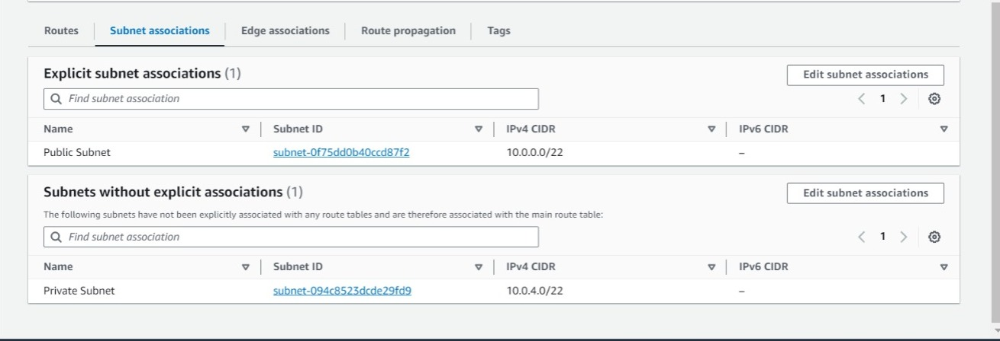 Routes Subnet associations Edge associations Route propagation Tags
Explicit subnet associations (1) Edit subnet associations
Find subnet association 1
Name Subnet ID IPv4 CIDR IPv6 CIDR
Public Subnet subnet-0f75dd0b40ccd87f2 10.0.0.0/22 –
Subnets without explicit associations (1) Edit subnet associations
The following subnets have not been explicitly associated with any route tables and are therefore associated with the main route table:
Find subnet association 1
Name Subnet ID IPv4 CIDR IPv6 CIDR
Private Subnet subnet-094c8523dcde29fd9 10.0.4.0/22 –